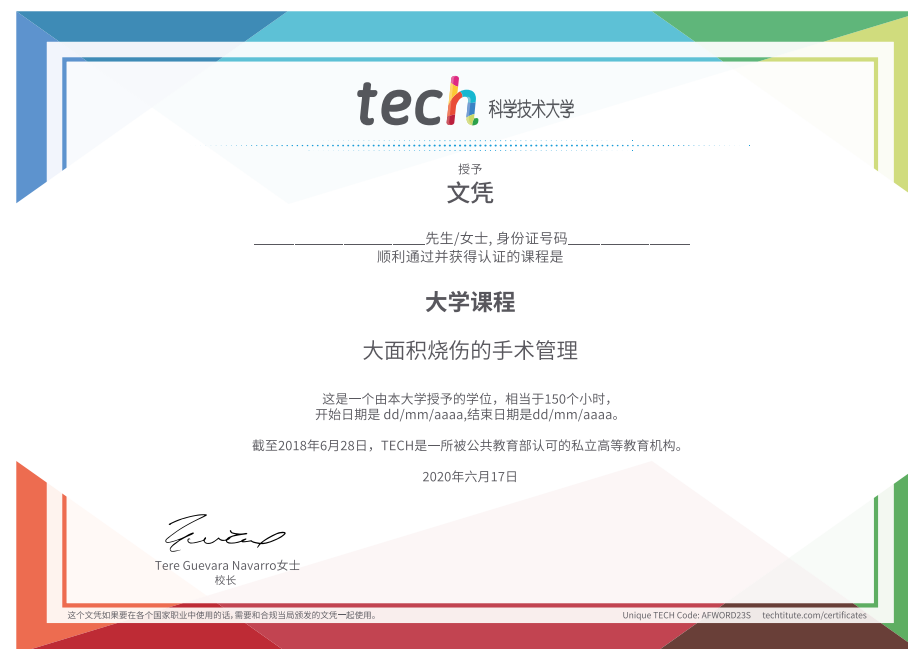 tech 科学技术大学
授予
文凭
____________________先生/女士, 身份证号码______________
顺利通过并获得认证的课程是
大学课程
大面积烧伤的手术管理
这是一个由本大学授予的学位，相当于150个小时，
开始日期是 dd/mm/aaaa,结束日期是dd/mm/aaaa。
截至2018年6月28日，TECH是一所被公共教育部认可的私立高等教育机构。
2020年六月17日
Tere Guevara Navarro女士
校长
这个文凭如果要在各个国家职业中使用的话,需要和合规当局颁发的文凭一起使用。
Unique TECH Code: AFWORD23S techtitute.com/certificates